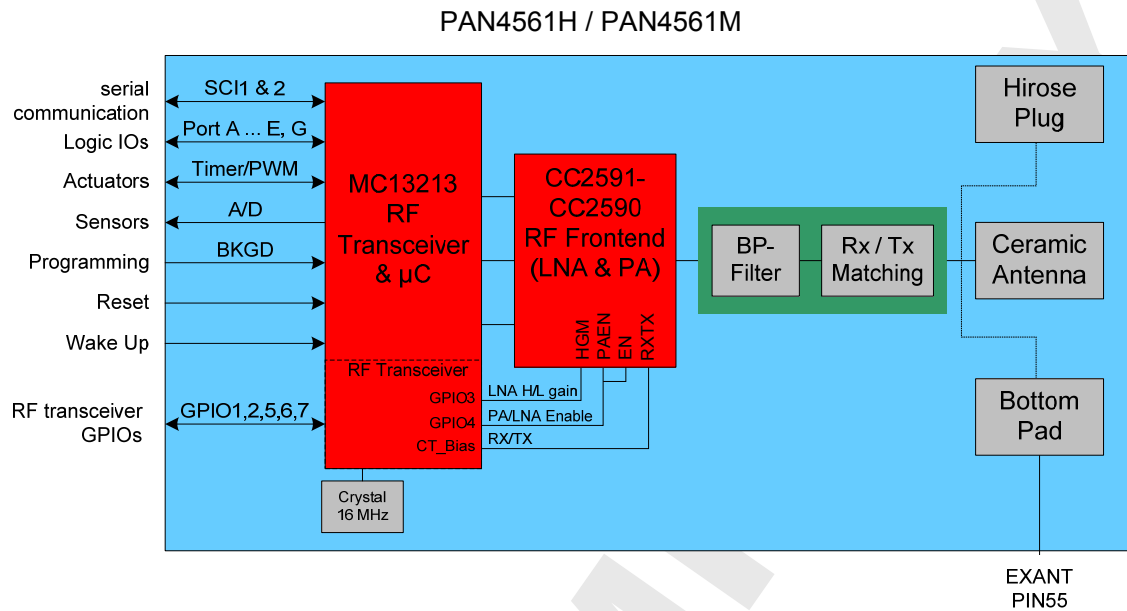 PAN4561H / PAN4561M
serial
communication
SCI1 & 2
Logic IOs
Port A ... E, G
Actuators
Timer/PWM
Sensors
A/D
Programming
BKGD
Reset
Wake Up
RF transceiver
GPIOs
GPIO1,2,5,6,7
MC13213
RF
Transceiver
& µC
RF Transceiver
GPIO3
GPIO4
CT_Bias
LNA H/L gain
PA/LNA Enable
RX/TX
Crystal
16 MHz
CC2591-
CC2590
RF Frontend
(LNA & PA)
HGM
PAEN
EN
RXTX
BP-
Filter
Rx / Tx
Matching
Hirose
Plug
Ceramic
Antenna
Bottom
Pad
EXANT
PIN55